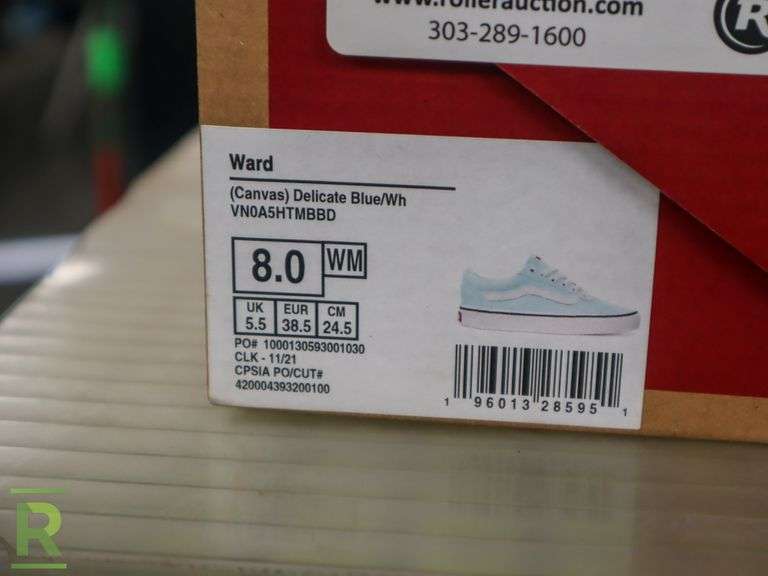 www.rollerauction.com
303-289-1600
R
Ward
(Canvas) Delicate Blue/Wh
VN0A5HTMBBD
8.0 WM
UK EUR CM
5.5 38.5 24.5
PO# 1000130593001030
CLK - 11/21
CPSIA PO/CUT#
420004393200100
1 96013 28595 1
R